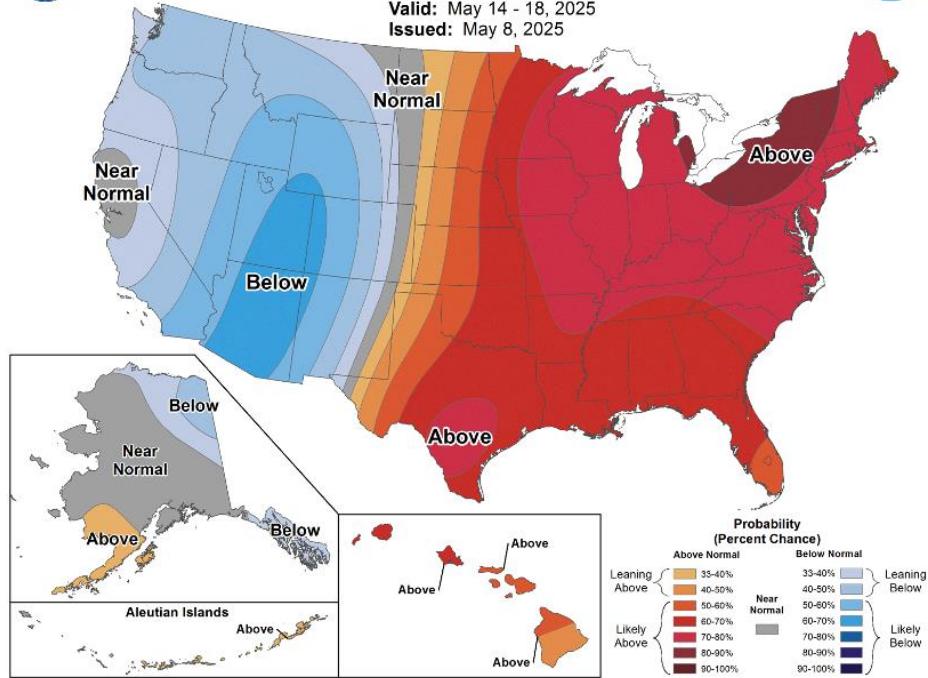 Valid: May 14 - 18, 2025
Issued: May 8, 2025
Near
Normal
Near
Normal
Above
Below
Above
Below
Near
Normal
Above
Below
Aleutian Islands
Above
Above
Above
Above
Probability
(Percent Chance)
Above Normal
Below Normal
Leaning
Above
33-40%
40-50%
Likely
Above
50-60%
60-70%
70-80%
80-90%
90-100%
Near
Normal
33-40%
40-50%
Leaning
Below
50-60%
60-70%
70-80%
80-90%
90-100%
Likely
Below